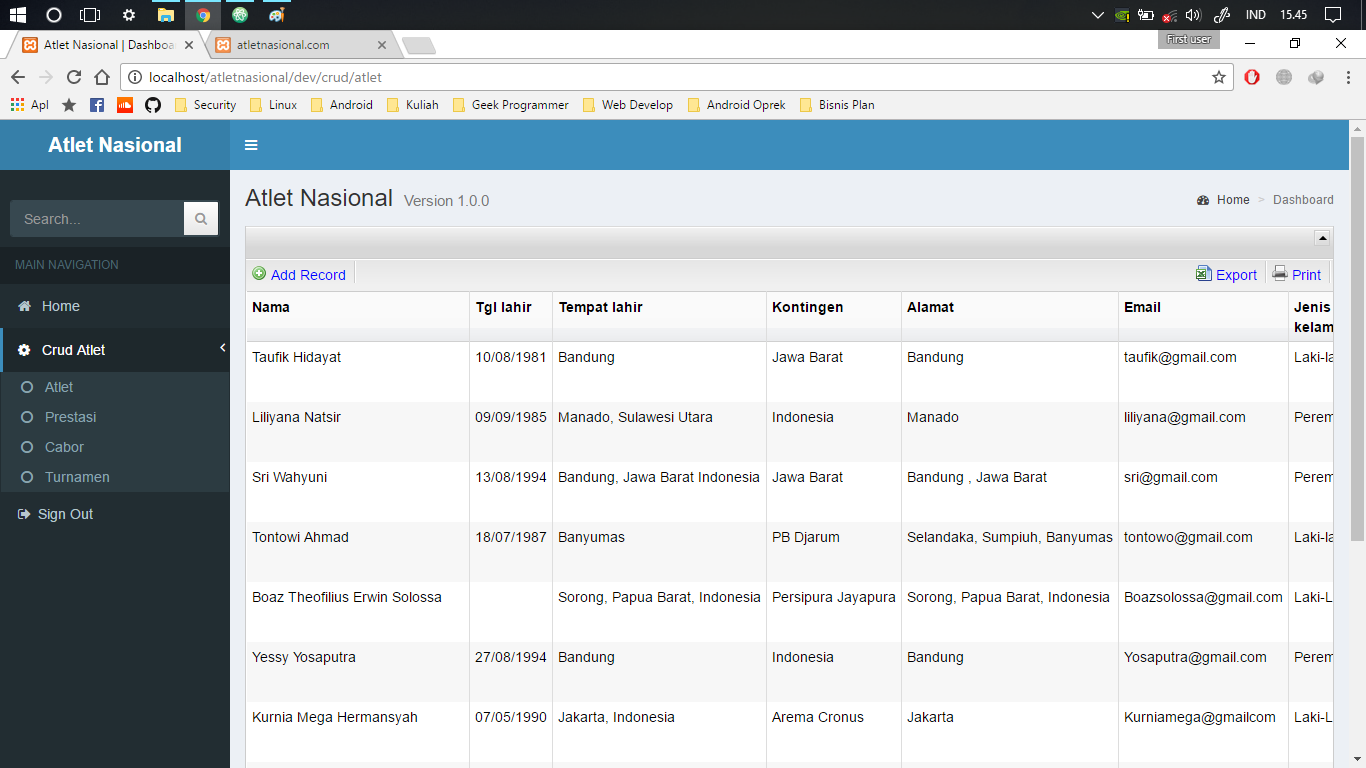 IND 15.45
First user
Atlet Nasional | Dashboa
atletnasional.com
localhost/atletnasional/dev/crud/atlet
Apl Security Linux Android Kuliah Geek Programmer Web Develop Android Oprek Bisnis Plan
Atlet Nasional
Atlet Nasional Version 1.0.0
Home > Dashboard
Search...
MAIN NAVIGATION
Home
Crud Atlet
Atlet
Prestasi
Cabor
Turnamen
Sign Out
Add Record Export Print
Nama Tgl lahir Tempat lahir Kontingen Alamat Email Jenis
kelam
Taufik Hidayat 10/08/1981 Bandung Jawa Barat Bandung taufik@gmail.com Laki-la
Liliyana Natsir 09/09/1985 Manado, Sulawesi Utara Indonesia Manado liliyana@gmail.com Perem
Sri Wahyuni 13/08/1994 Bandung, Jawa Barat Indonesia Jawa Barat Bandung , Jawa Barat sri@gmail.com Perem
Tontowi Ahmad 18/07/1987 Banyumas PB Djarum Selandaka, Sumpiuh, Banyumas tontowo@gmail.com Laki-la
Boaz Theofilius Erwin Solossa Sorong, Papua Barat, Indonesia Persipura Jayapura Sorong, Papua Barat, Indonesia Boazsolossa@gmail.com Laki-L
Yessy Yosaputra 27/08/1994 Bandung Indonesia Bandung Yosaputra@gmail.com Perem
Kurnia Mega Hermansyah 07/05/1990 Jakarta, Indonesia Arema Cronus Jakarta Kurniamega@gmailcom Laki-L